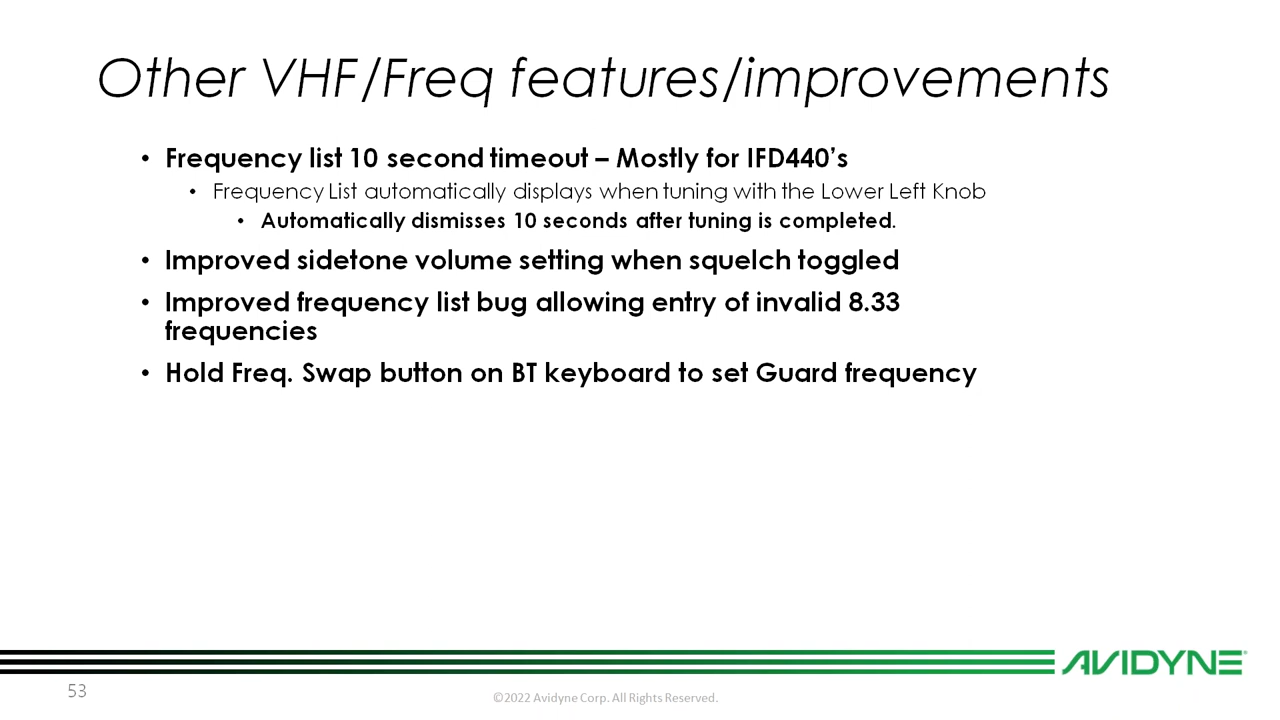 Other VHF/Freq features/improvements
• Frequency list 10 second timeout – Mostly for IFD440’s
• Frequency List automatically displays when tuning with the Lower Left Knob
• Automatically dismisses 10 seconds after tuning is completed.
• Improved sidetone volume setting when squelch toggled
• Improved frequency list bug allowing entry of invalid 8.33
frequencies
• Hold Freq. Swap button on BT keyboard to set Guard frequency
AVIDYNE
53
©2022 Avidyne Corp. All Rights Reserved.